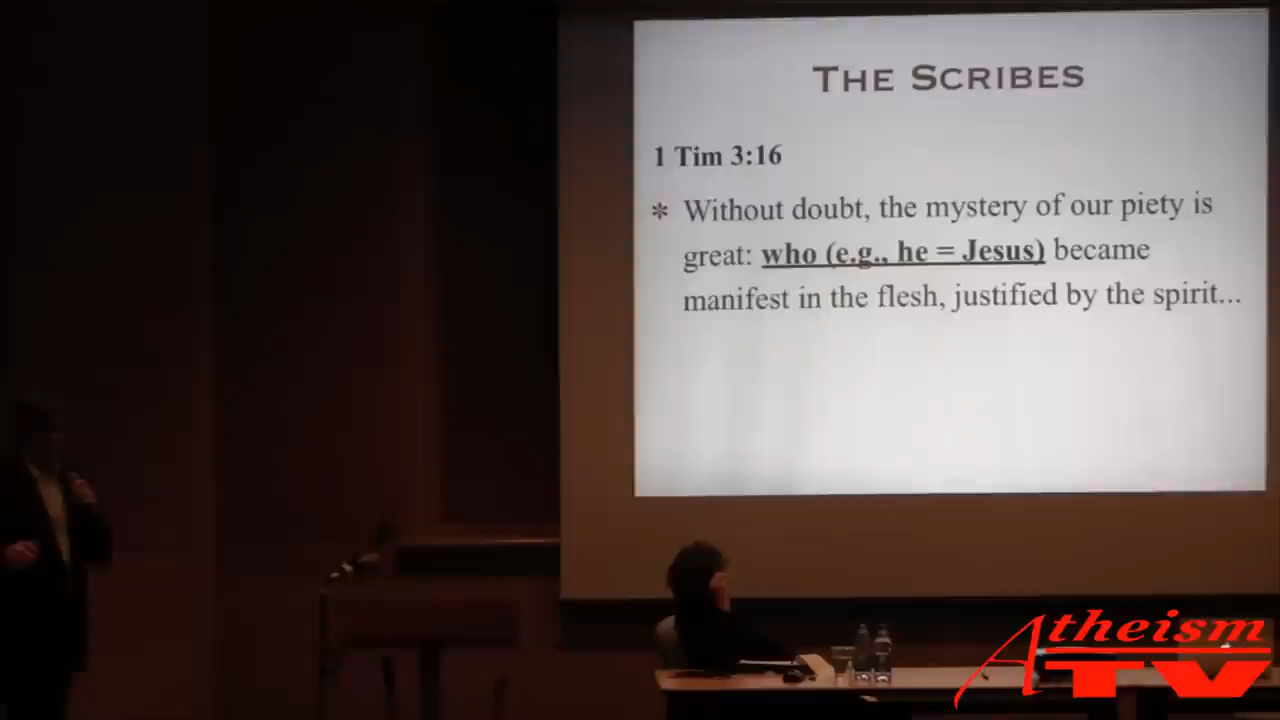 THE SCRIBES
1 Tim 3:16
* Without doubt, the mystery of our piety is
great: who (e.g., he = Jesus) became
manifest in the flesh, justified by the spirit...
Atheism
TV